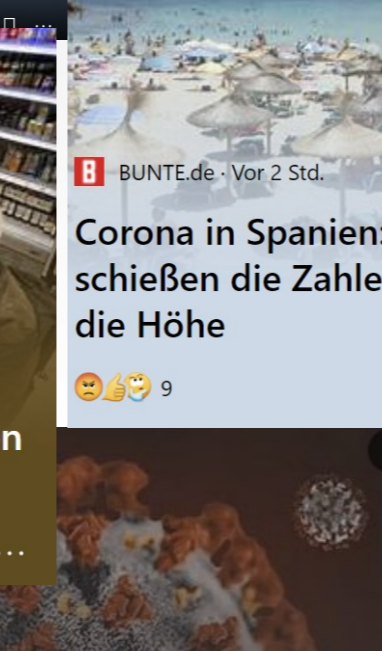 BUNTE.de · Vor 2 Std.
Corona in Spanien:
schießen die Zahle
die Höhe
9
n
...